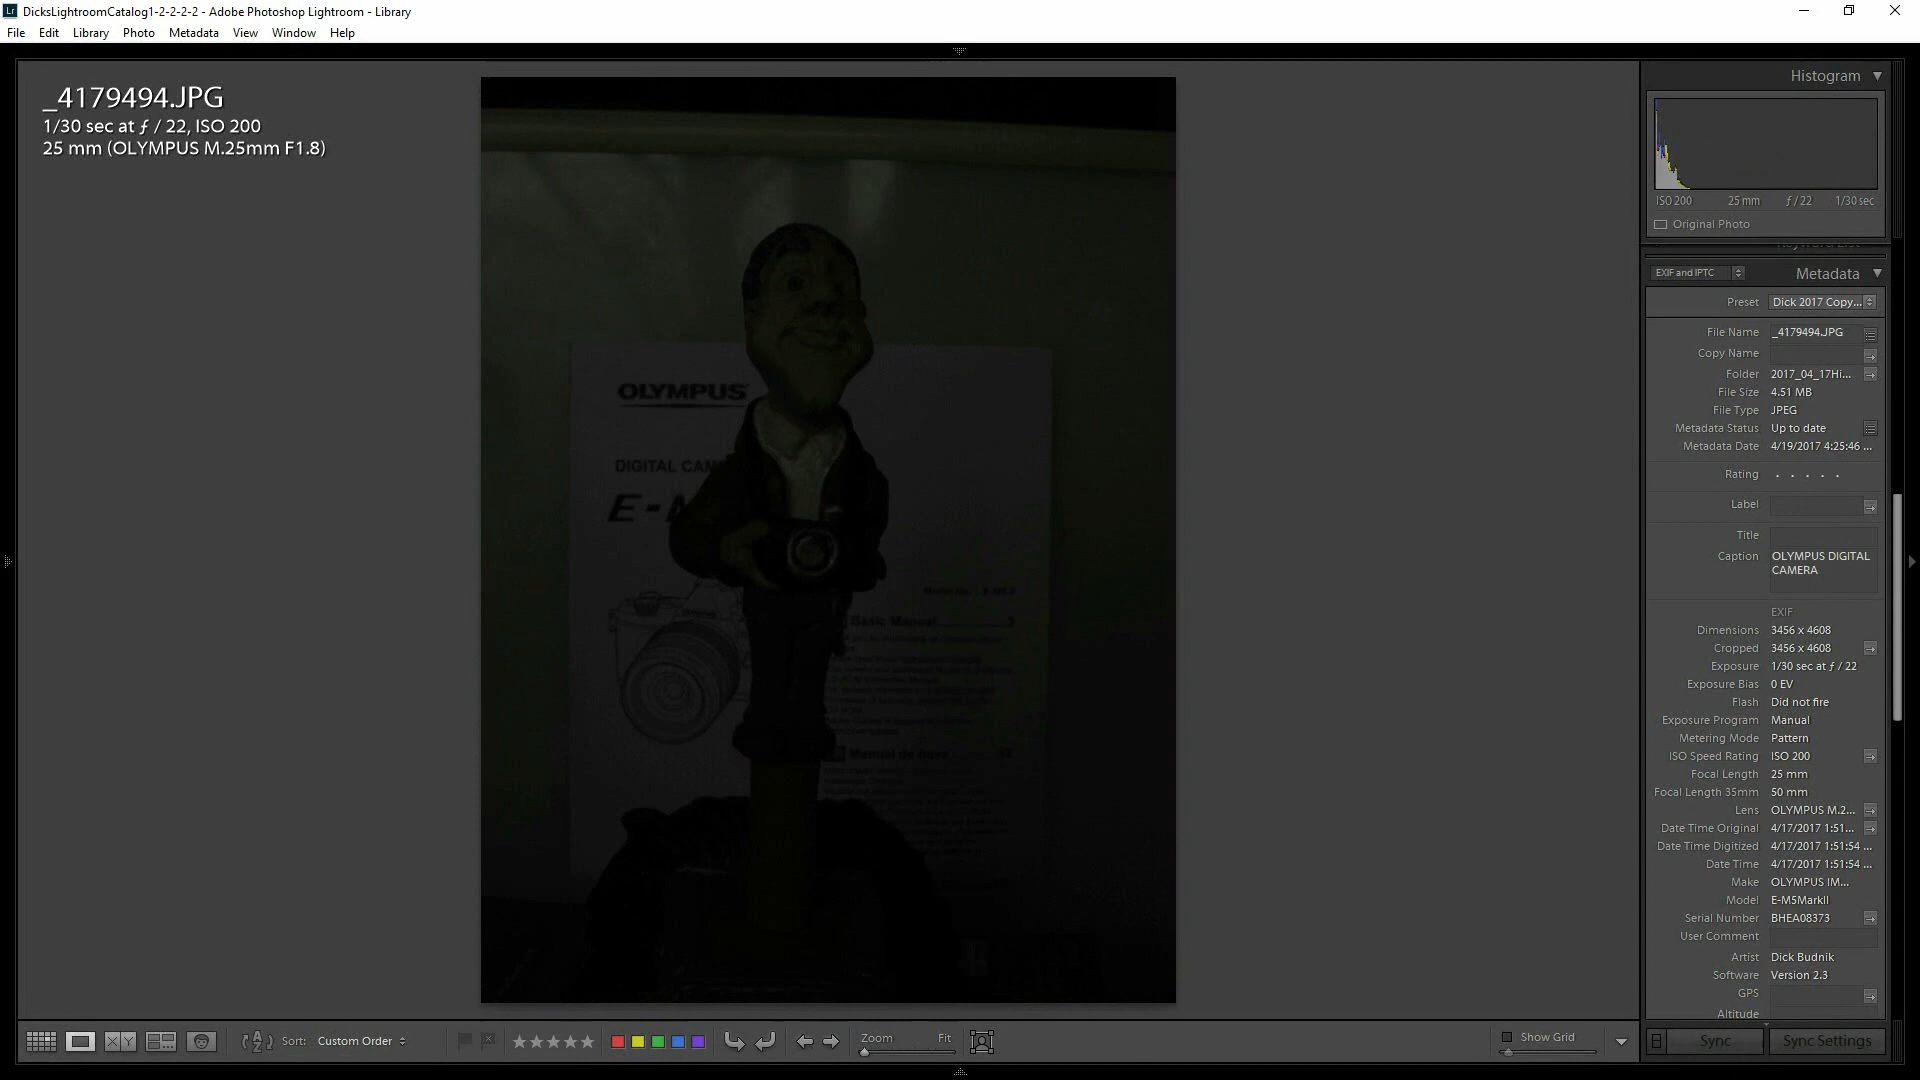 DicksLightroomCatalog1-2-2-2-2 - Adobe Photoshop Lightroom - Library
File Edit Library Photo Metadata View Window Help
_4179494.JPG
1/30 sec at ƒ / 22, ISO 200
25 mm (OLYMPUS M.25mm F1.8)
OLYMPUS
DIGITAL CAM
E-
Basic Manual 3
Manual de base
Histogram
ISO 200 25 mm ƒ / 22 1/30 sec
Original Photo
EXIF and IPTC Metadata
Preset Dick 2017 Copy...
File Name _4179494.JPG
Copy Name
Folder 2017_04_17Hi...
File Size 4.51 MB
File Type JPEG
Metadata Status Up to date
Metadata Date 4/19/2017 4:25:46 ...
Rating
Label
Title
Caption OLYMPUS DIGITAL
CAMERA
EXIF
Dimensions 3456 x 4608
Cropped 3456 x 4608
Exposure 1/30 sec at ƒ / 22
Exposure Bias 0 EV
Flash Did not fire
Exposure Program Manual
Metering Mode Pattern
ISO Speed Rating ISO 200
Focal Length 25 mm
Focal Length 35mm 50 mm
Lens OLYMPUS M.2...
Date Time Original 4/17/2017 1:51...
Date Time Digitized 4/17/2017 1:51:54 ...
Date Time 4/17/2017 1:51:54 ...
Make OLYMPUS IM...
Model E-M5MarkII
Serial Number BHEA08373
User Comment
Artist Dick Budnik
Software Version 2.3
GPS
Altitude
Sort: Custom Order Zoom Fit Show Grid Sync Sync Settings